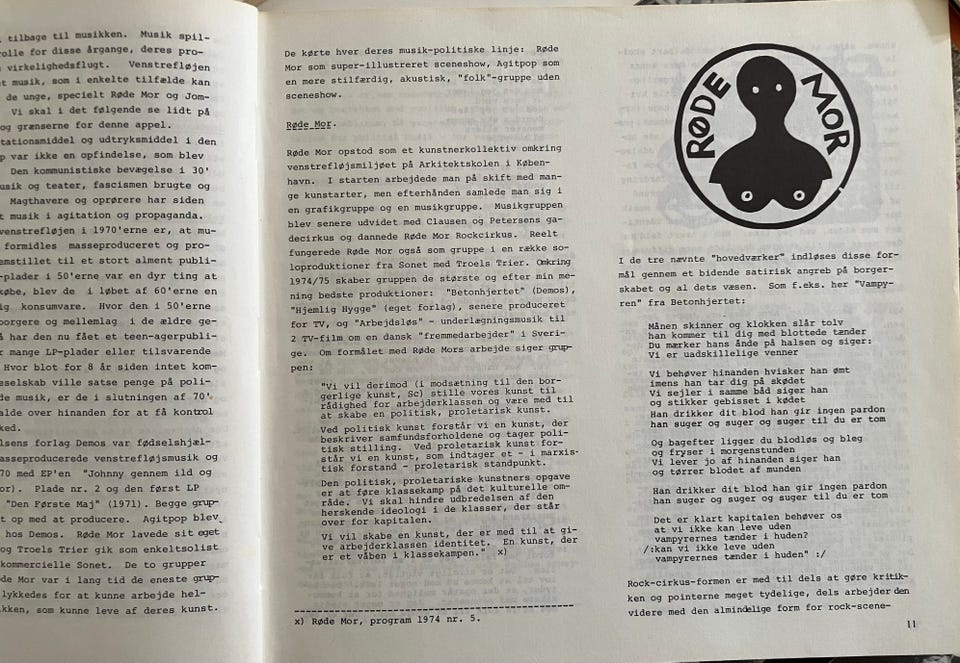 tilbage til musikken. Musik spil-
rolle for disse årgange, deres pro-
virkelighedsflugt. Venstrefløjen
t musik, som i enkelte tilfælde kan
de unge, specielt Røde Mor og Jom-
Vi skal i det følgende se lidt på
og grænserne for denne appel.
tationsmiddel og udtryksmiddel i den
p var ikke en opfindelse, som blev
Den kommunistiske bevægelse i 30'
usik og teater, fascismen brugte og
Magthavere og oprørere har siden
t musik i agitation og propaganda.
venstrefløjen i 1970'erne er, at mu-
formidles masseproduceret og pro-
emstillet til et stort alment publi-
-plader i 50'erne var en dyr ting at
købe, blev de i løbet af 60'erne en
ig konsumvare. Hvor den i 50'erne
borgere og mellemlag i de ældre ge-
å har den nu fået et teen-agerpubli-
r mange LP-plader eller tilsvarende
Hvor blot for 8 år siden intet kom-
eselskab ville satse penge på poli-
de musik, er de i slutningen af 70'
alde over hinanden for at få kontrol
ked.
lsens forlag Demos var fødselshjæl-
asseproducerede venstrefløjsmusik og
70 med EP'en "Johnny gennem ild og
or). Plade nr. 2 og den først LP
"Den Første Maj" (1971). Begge grup-
t op med at producere. Agitpop blev
hos Demos. Røde Mor lavede sit eget
og Troels Trier gik som enkeltsolist
kommercielle Sonet. De to grupper
de Mor var i lang tid de eneste grup-
lykkedes for at kunne arbejde hel-
ikken, som kunne leve af deres kunst.
De kørte hver deres musik-politiske linje: Røde
Mor som super-illustreret sceneshow, Agitpop som
en mere stilfærdig, akustisk, "folk"-gruppe uden
sceneshow.
Røde Mor.
Røde Mor opstod som et kunstnerkollektiv omkring
venstrefløjsmiljøet på Arkitektskolen i Køben-
havn. I starten arbejdede man på skift med man-
ge kunstarter, men efterhånden samlede man sig i
en grafikgruppe og en musikgruppe. Musikgruppen
blev senere udvidet med Clausen og Petersens ga-
decirkus og dannede Røde Mor Rockcirkus. Reelt
fungerede Røde Mor også som gruppe i en række so-
loproduktioner fra Sonet med Troels Trier. Omkring
1974/75 skaber gruppen de største og efter min me-
ning bedste produktioner: "Betonhjertet" (Demos),
"Hjemlig Hygge" (eget forlag), senere produceret
for TV, og "Arbejdsløs" - underlægningsmusik til
2 TV-film om en dansk "fremmedarbejder" i Sveri-
ge. Om formålet med Røde Mors arbejde siger grup-
pen:
"Vi vil derimod (i modsætning til den bor-
gerlige kunst, Sc) stille vores kunst til
rådighed for arbejderklassen og være med til
at skabe en politisk, proletarisk kunst.
Ved politisk kunst forstår vi en kunst, der
beskriver samfundsforholdene og tager poli-
tisk stilling. Ved proletarisk kunst for-
står vi en kunst, som indtager et - i marxis-
tisk forstand - proletarisk standpunkt.
Den politisk, proletariske kunstners opgave
er at føre klassekamp på det kulturelle om-
råde. Vi skal hindre udbredelsen af den
herskende ideologi i de klasser, der står
over for kapitalen.
Vi vil skabe en kunst, der er med til at gi-
ve arbejderklassen identitet. En kunst, der
er et våben i klassekampen." x)
x) Røde Mor, program 1974 nr. 5.
RØDE MOR
I de tre nævnte "hovedværker" indløses disse for-
mål gennem et bidende satirisk angreb på borger-
skabet og al dets væsen. Som f.eks. her "Vampy-
ren" fra Betonhjertet:
Månen skinner og klokken slår tolv
han kommer til dig med blottede tænder
Du mærker hans ånde på halsen og siger:
Vi er uadskillelige venner
Vi behøver hinanden hvisker han ømt
imens han tar dig på skødet
Vi sejler i samme båd siger han
og stikker gebisset i kødet
Han drikker dit blod han gir ingen pardon
han suger og suger og suger til du er tom
Og bagefter ligger du blodløs og bleg
og fryser i morgenstunden
Vi lever jo af hinanden siger han
og tørrer blodet af munden
Han drikker dit blod han gir ingen pardon
han suger og suger og suger til du er tom
Det er klart kapitalen behøver os
at vi ikke kan leve uden
vampyrernes tænder i huden?
/:kan vi ikke leve uden
vampyrernes tænder i huden" :/
Rock-cirkus-formen er med til dels at gøre kritik-
ken og pointerne meget tydelige, dels arbejder den
videre med den almindelige form for rock-scene-
11